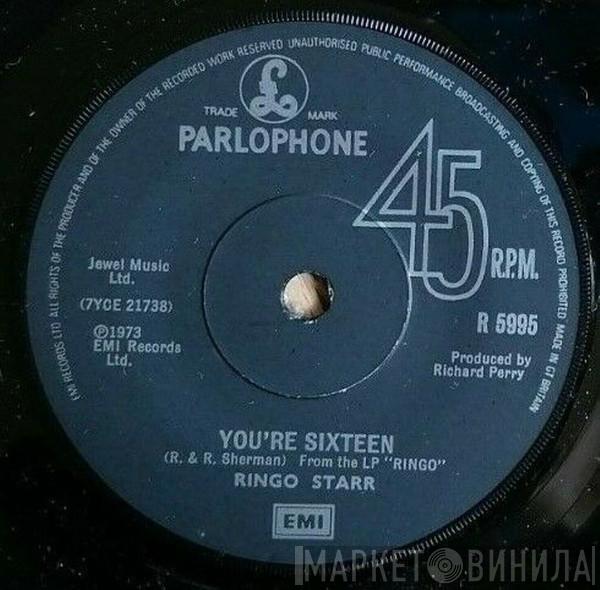 EMI RECORDS LTD ALL RIGHTS OF THE PRODUCER AND OF THE OWNER OF THE RECORDED WORK RESERVED UNAUTHORISED PUBLIC PERFORMANCE BROADCASTING AND COPYING OF THIS RECORD PROHIBITED MADE IN GT BRITAIN
£
TRADE MARK
PARLOPHONE
45
R.P.M.
Jewel Music
Ltd.
(7YCE 21738)
Ⓟ1973
EMI Records
Ltd.
R 5995
Produced by
Richard Perry
YOU'RE SIXTEEN
(R. & R. Sherman) From the LP "RINGO"
RINGO STARR
EMI
МАРКЕТ ВИНИЛА